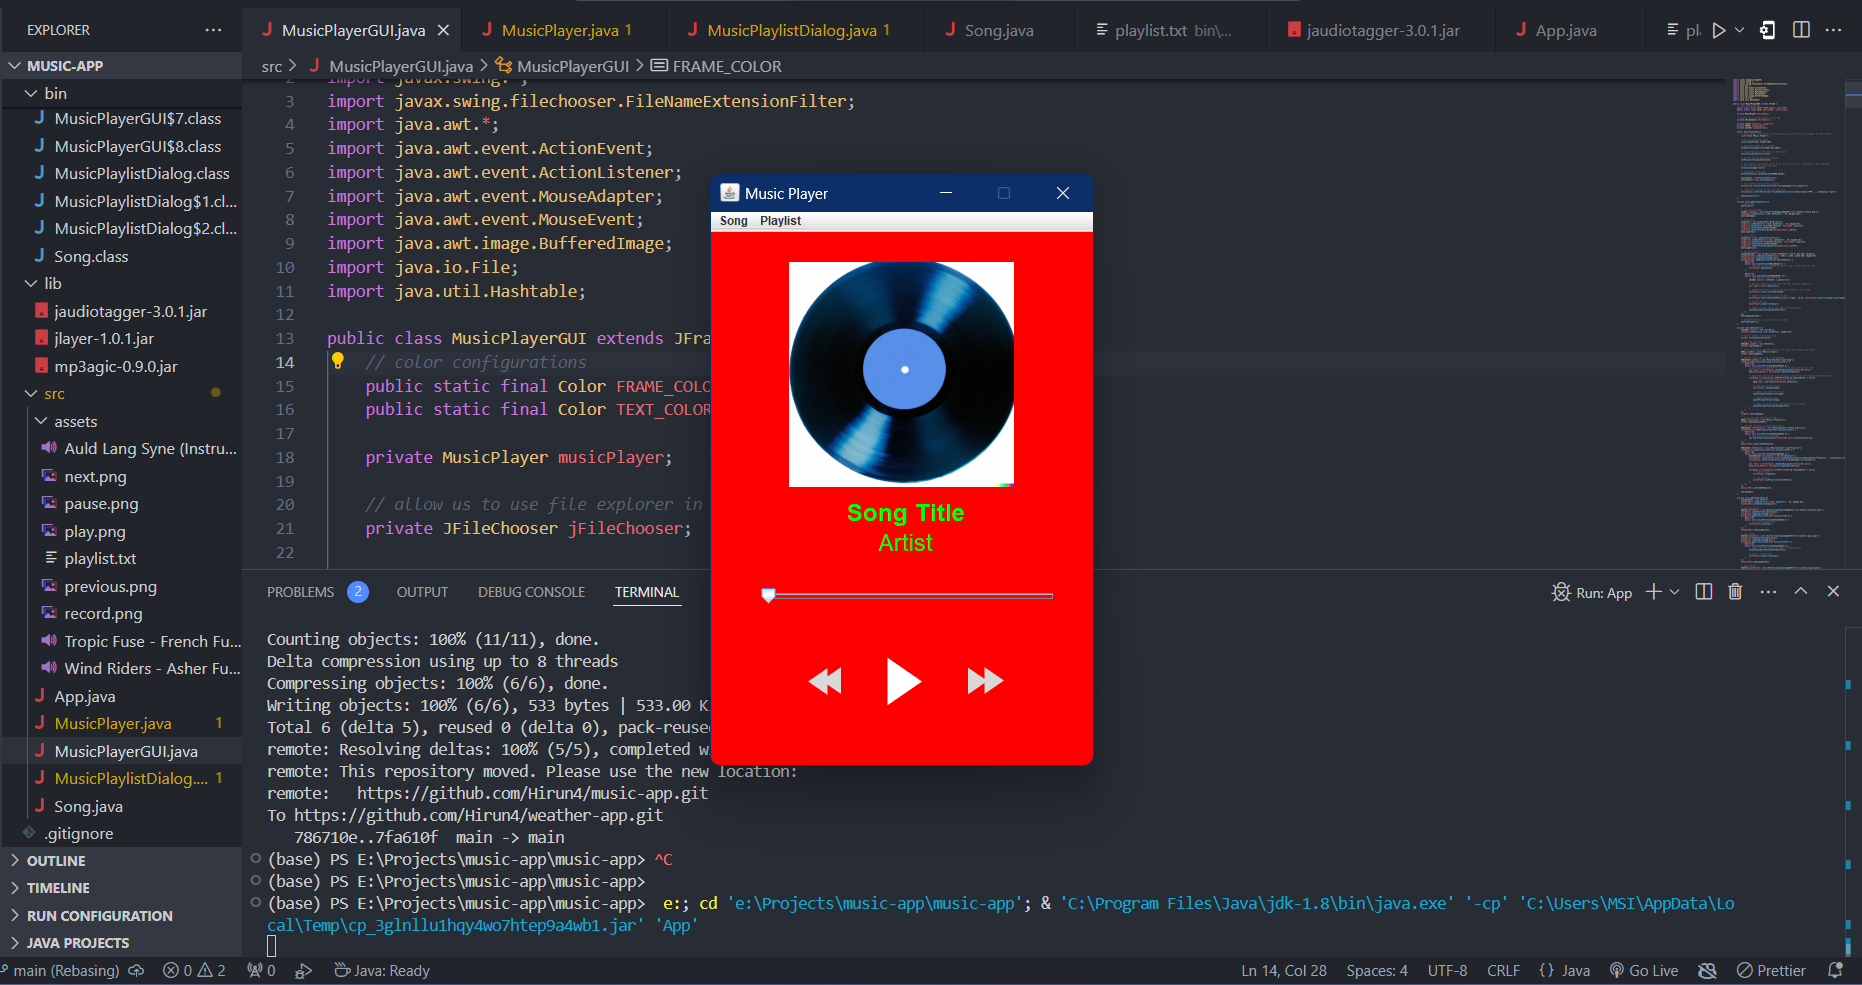 EXPLORER
MUSIC-APP
bin
MusicPlayerGUI$7.class
MusicPlayerGUI$8.class
MusicPlaylistDialog.class
MusicPlaylistDialog$1.cl...
MusicPlaylistDialog$2.cl...
Song.class
lib
jaudiotagger-3.0.1.jar
jlayer-1.0.1.jar
mp3agic-0.9.0.jar
src
assets
Auld Lang Syne (Instru...
next.png
pause.png
play.png
playlist.txt
previous.png
record.png
Tropic Fuse - French Fu...
Wind Riders - Asher Fu...
App.java
MusicPlayer.java 1
MusicPlayerGUI.java
MusicPlaylistDialog.... 1
Song.java
.gitignore
OUTLINE
TIMELINE
RUN CONFIGURATION
JAVA PROJECTS
MusicPlayerGUI.java MusicPlayer.java 1 MusicPlaylistDialog.java 1 Song.java playlist.txt bin\... jaudiotagger-3.0.1.jar App.java pl
src > MusicPlayerGUI.java > MusicPlayerGUI > FRAME_COLOR
2 import javax.swing.*;
3 import javax.swing.filechooser.FileNameExtensionFilter;
4 import java.awt.*;
5 import java.awt.event.ActionEvent;
6 import java.awt.event.ActionListener;
7 import java.awt.event.MouseAdapter;
8 import java.awt.event.MouseEvent;
9 import java.awt.image.BufferedImage;
10 import java.io.File;
11 import java.util.Hashtable;
12
13 public class MusicPlayerGUI extends JFra
14 // color configurations
15 public static final Color FRAME_COLO
16 public static final Color TEXT_COLOR
17
18 private MusicPlayer musicPlayer;
19
20 // allow us to use file explorer in
21 private JFileChooser jFileChooser;
22
Music Player
Song Playlist
Song Title
Artist
PROBLEMS 2 OUTPUT DEBUG CONSOLE TERMINAL Run: App
Counting objects: 100% (11/11), done.
Delta compression using up to 8 threads
Compressing objects: 100% (6/6), done.
Writing objects: 100% (6/6), 533 bytes | 533.00 K
Total 6 (delta 5), reused 0 (delta 0), pack-reused
remote: Resolving deltas: 100% (5/5), completed w
remote: This repository moved. Please use the new location:
remote: https://github.com/Hirun4/music-app.git
To https://github.com/Hirun4/weather-app.git
786710e..7fa610f main -> main
(base) PS E:\Projects\music-app\music-app> ^C
(base) PS E:\Projects\music-app\music-app>
(base) PS E:\Projects\music-app\music-app> e:; cd 'e:\Projects\music-app\music-app'; & 'C:\Program Files\Java\jdk-1.8\bin\java.exe' '-cp' 'C:\Users\MSI\AppData\Lo
cal\Temp\cp_3glnllu1hqy4wo7htep9a4wb1.jar' 'App'
main (Rebasing) 0 2 0 Java: Ready Ln 14, Col 28 Spaces: 4 UTF-8 CRLF {} Java Go Live Prettier